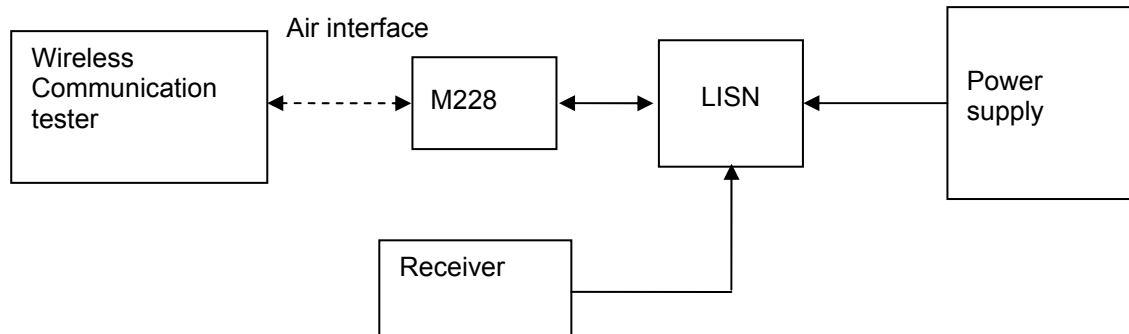 Air interface
Wireless
Communication
tester
M228
LISN
Power
supply
Receiver